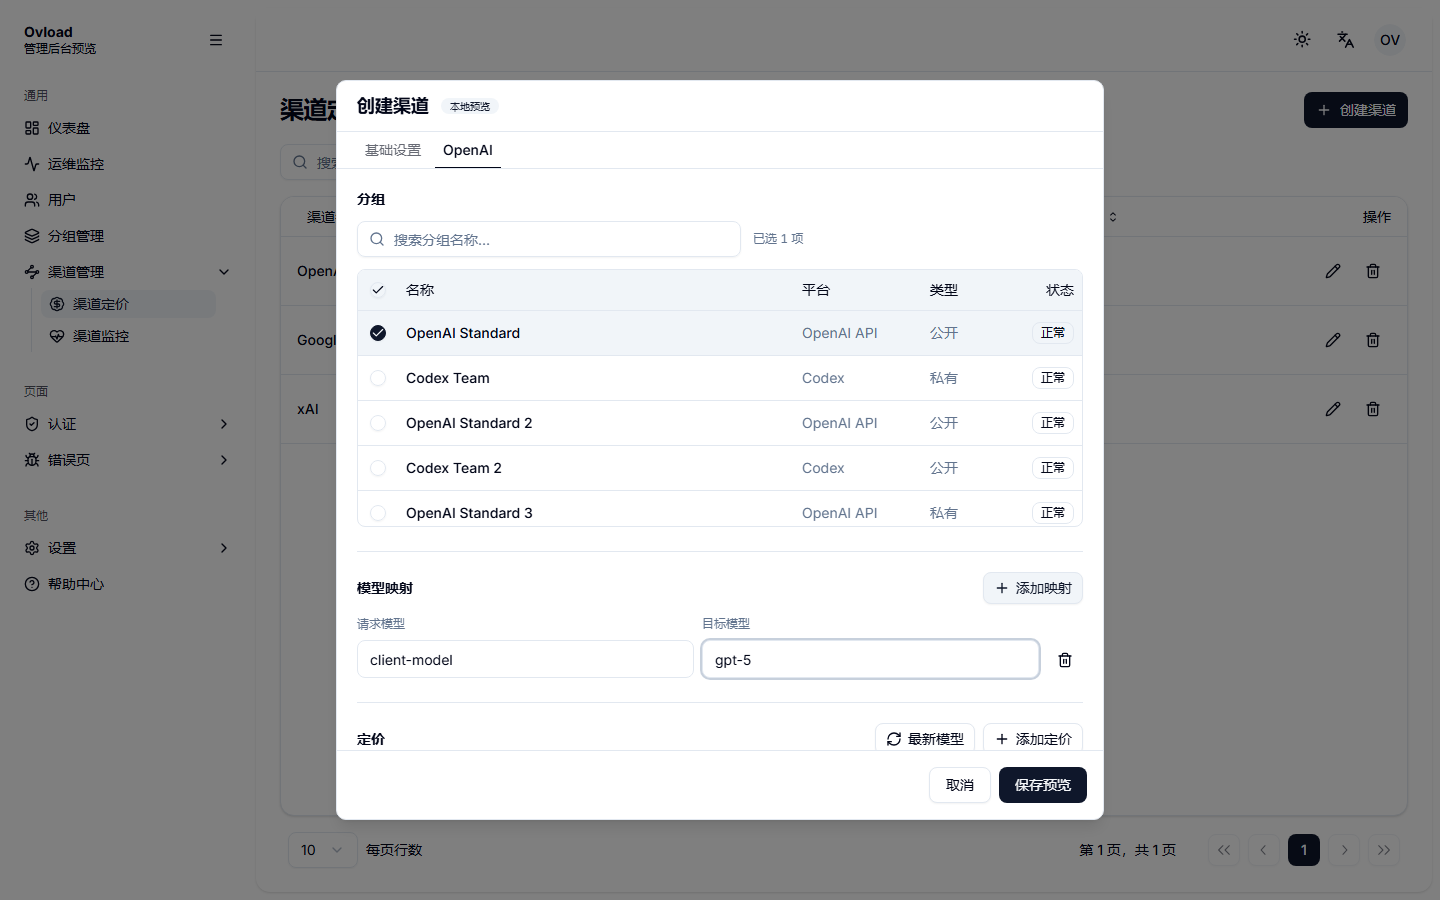 Ovload
管理后台预览
OV
通用
仪表盘
运维监控
用户
分组管理
渠道管理
渠道定价
渠道监控
页面
认证
错误页
其他
设置
帮助中心
渠道定
创建渠道
搜索
渠道
操作
OpenA
Googl
xAI
创建渠道
本地预览
基础设置
OpenAI
分组
搜索分组名称...
已选 1 项
名称 平台 类型 状态
OpenAI Standard OpenAI API 公开 正常
Codex Team Codex 私有 正常
OpenAI Standard 2 OpenAI API 公开 正常
Codex Team 2 Codex 公开 正常
OpenAI Standard 3 OpenAI API 私有 正常
模型映射
添加映射
请求模型 目标模型
client-model gpt-5
定价
最新模型
添加定价
取消
保存预览
10
每页行数
第 1 页，共 1 页
1